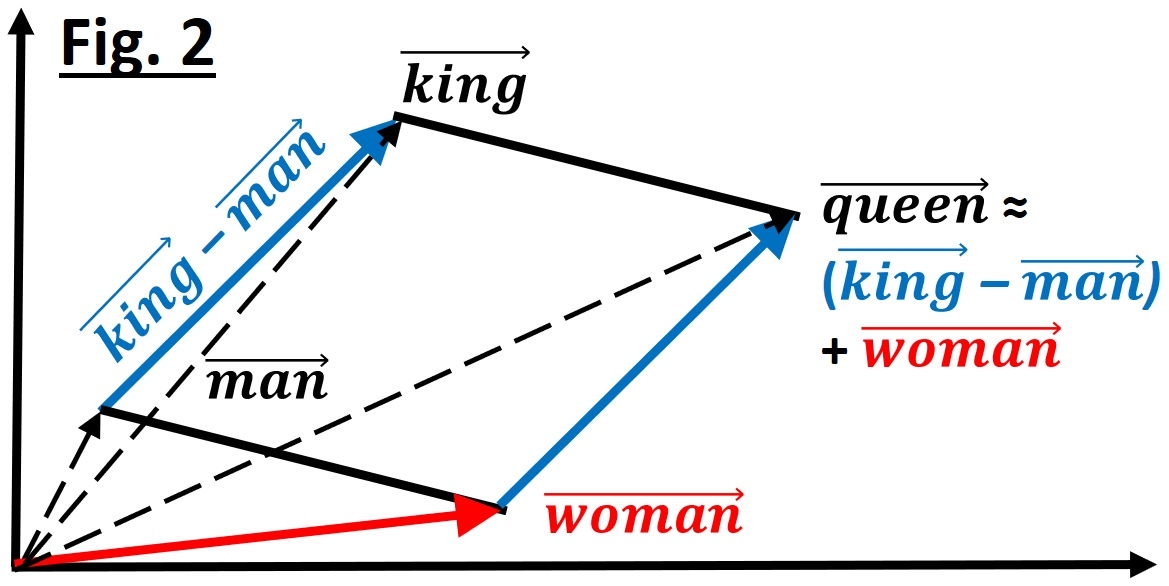 Fig. 2
king
king – man
man
queen ≈
(king – man)
+ woman
woman